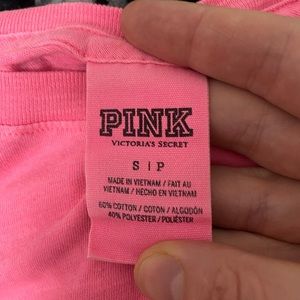 PINK
VICTORIA'S SECRET
S | P
MADE IN VIETNAM / FAIT AU
VIETNAM / HECHO EN VIETNAM
60% COTTON / COTON / ALGODÓN
40% POLYESTER / POLIÉSTER